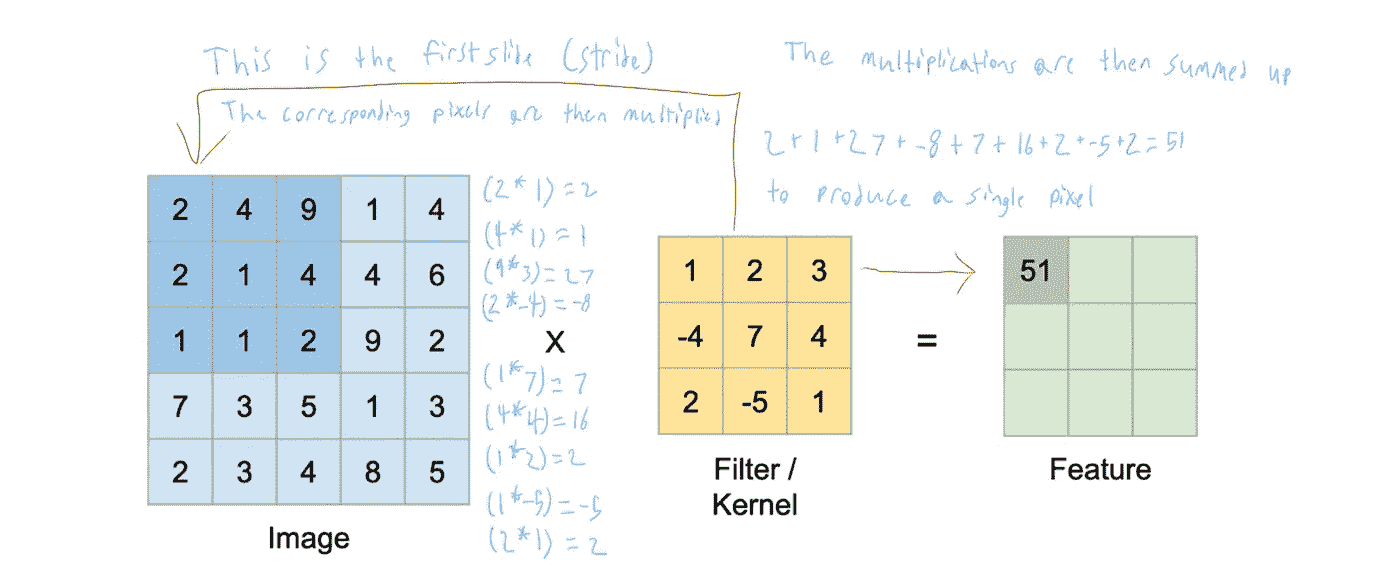 This is the first slide (stride)
The corresponding pixels are then multiplied
The multiplications are then summed up
2 + 1 + 27 + -8 + 7 + 16 + 2 + -5 + 2 = 51
to produce a single pixel
2 4 9 1 4
2 1 4 4 6
1 1 2 9 2
7 3 5 1 3
2 3 4 8 5
Image
(2 * 1) = 2
(4 * 1) = 1
(9 * 3) = 27
(2 * -4) = -8
(1 * 7) = 7
(4 * 4) = 16
(1 * 2) = 2
(1 * -5) = -5
(2 * 1) = 2
X
1 2 3
-4 7 4
2 -5 1
Filter /
Kernel
=
51
Feature